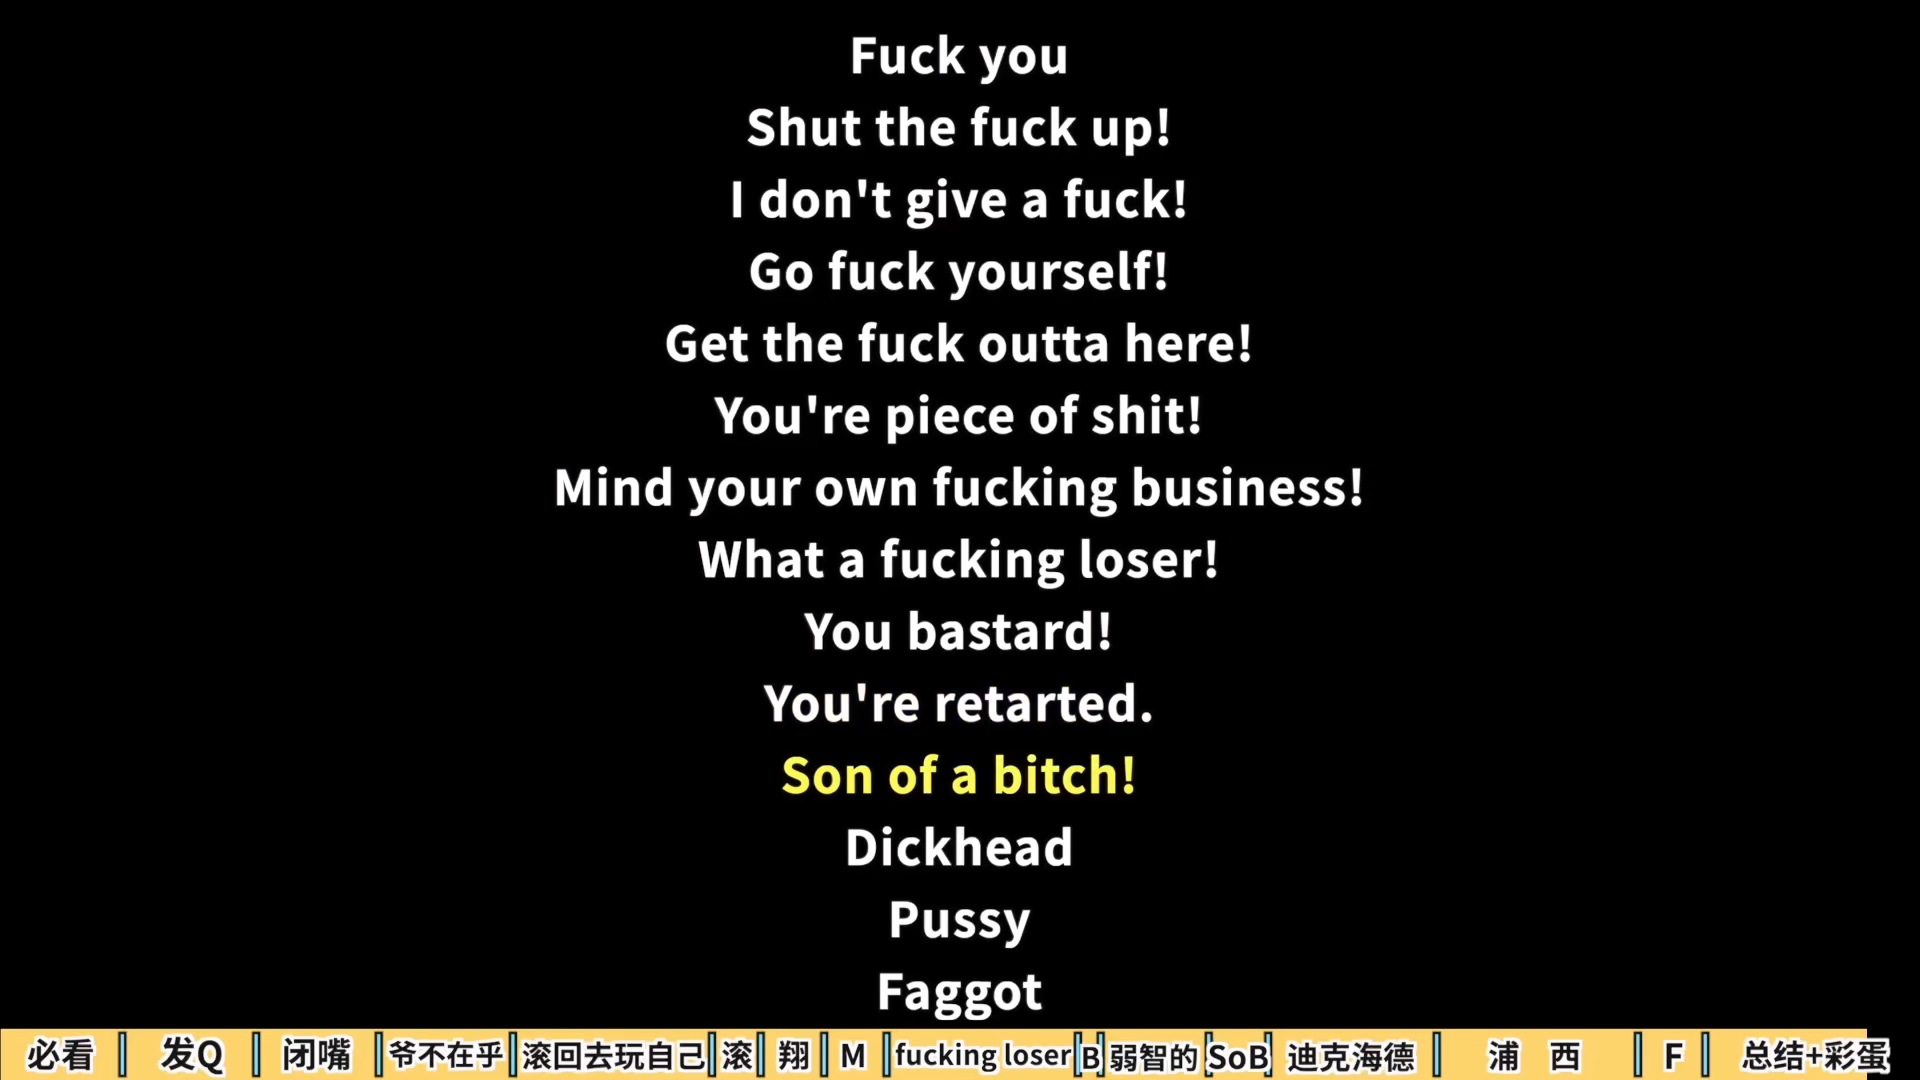 Fuck you
Shut the fuck up!
I don't give a fuck!
Go fuck yourself!
Get the fuck outta here!
You're piece of shit!
Mind your own fucking business!
What a fucking loser!
You bastard!
You're retarted.
Son of a bitch!
Dickhead
Pussy
Faggot
必看 发Q 闭嘴 爷不在乎 滚回去玩自己 滚 翔 M fucking loser B 弱智的 SoB 迪克海德 浦 西 F 总结+彩蛋